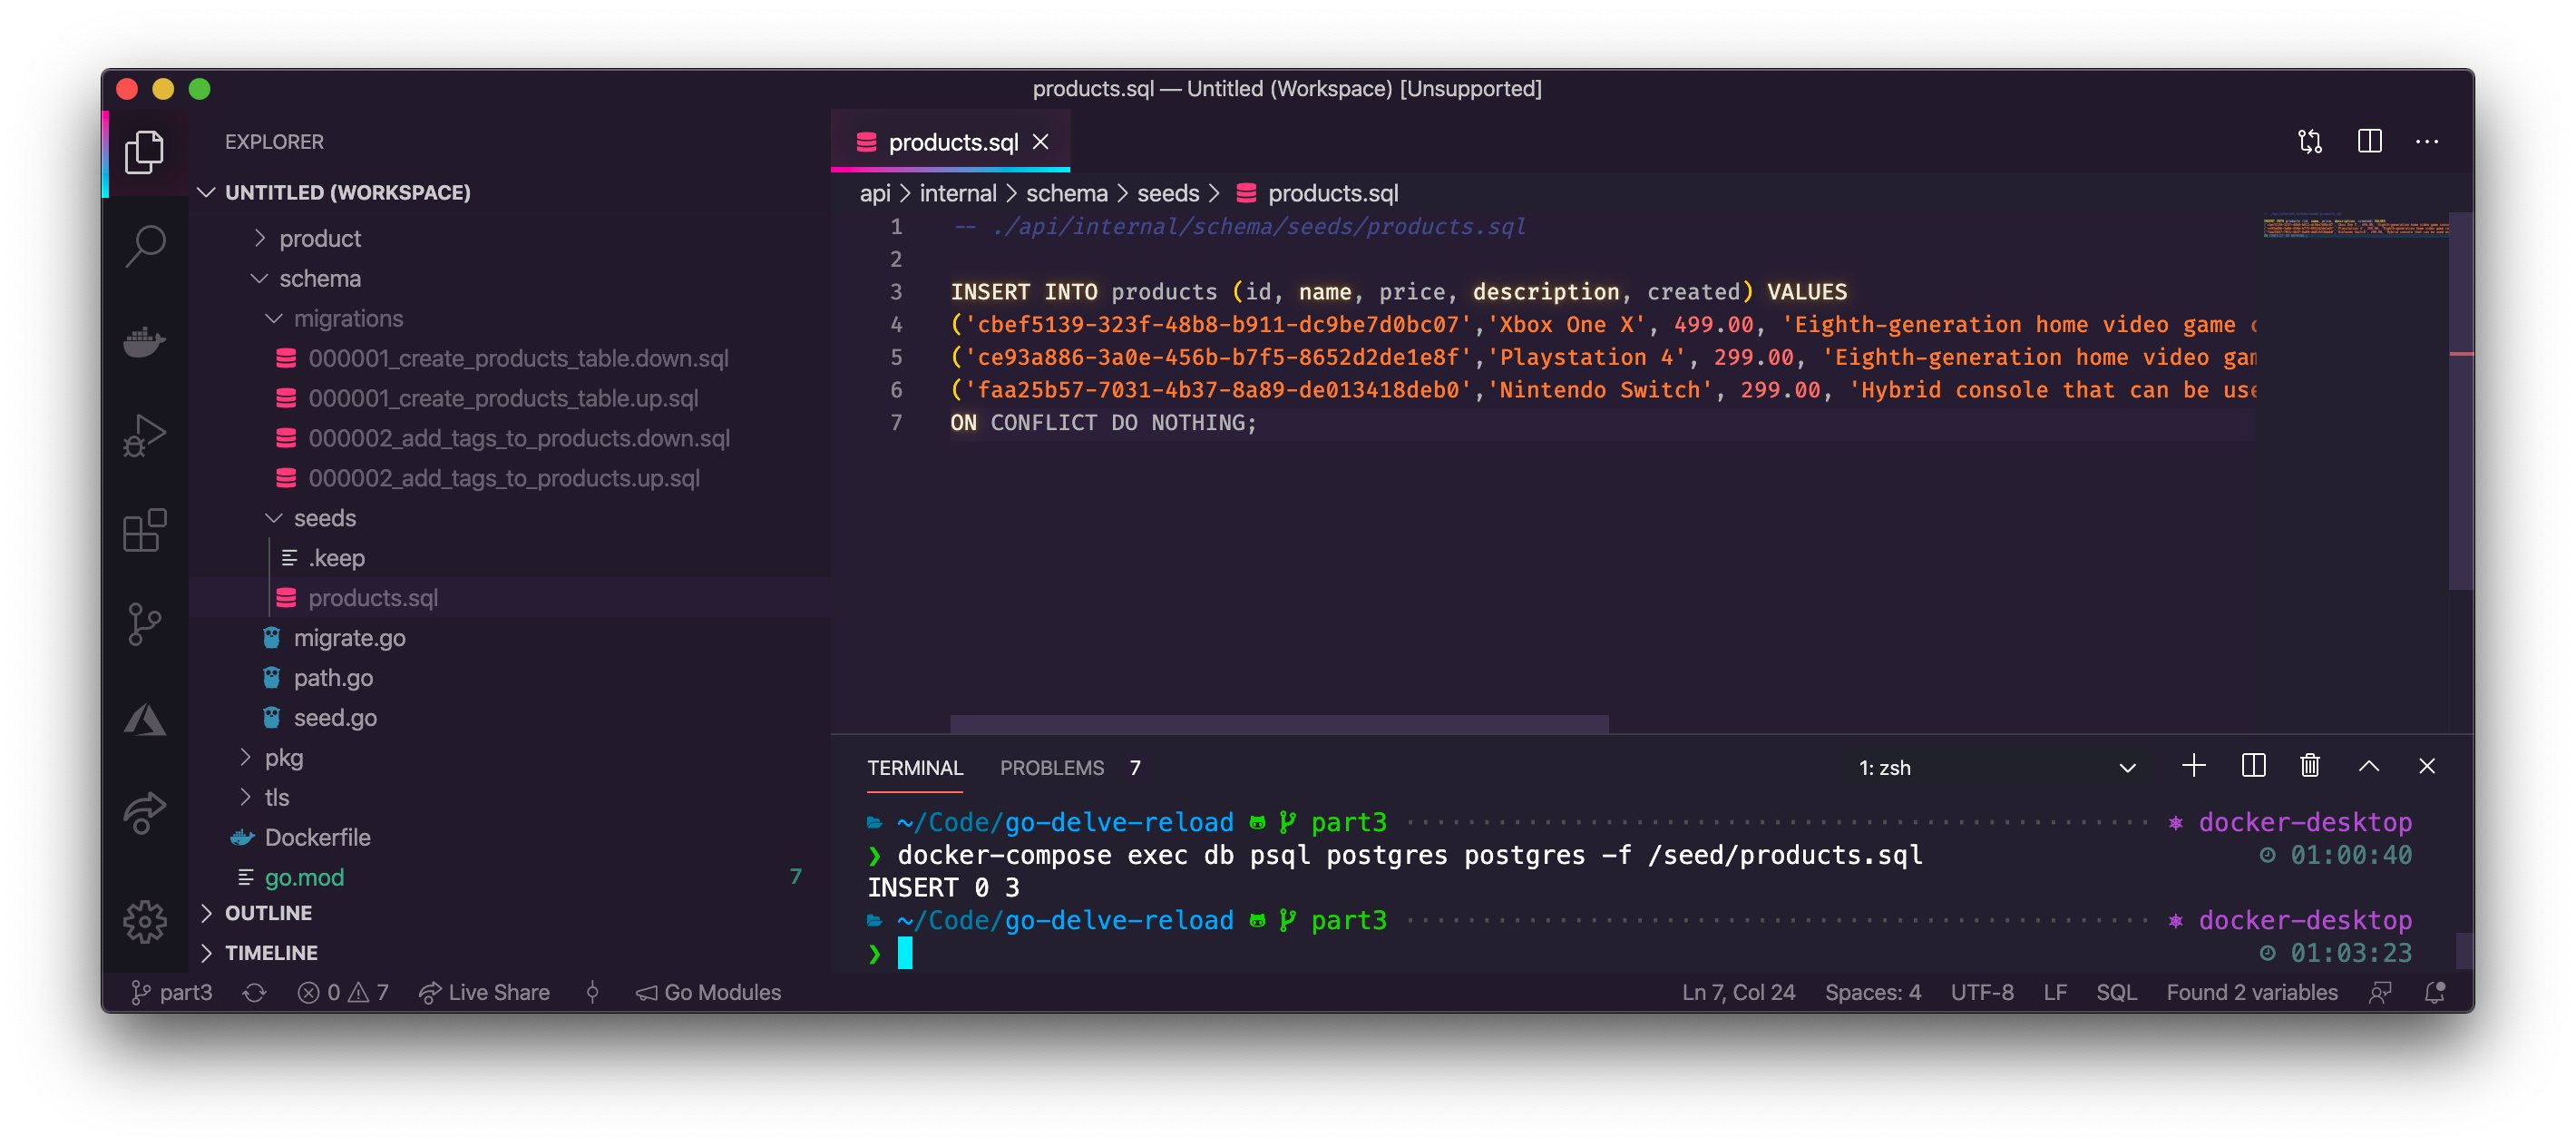 products.sql — Untitled (Workspace) [Unsupported]
EXPLORER
UNTITLED (WORKSPACE)
product
schema
migrations
000001_create_products_table.down.sql
000001_create_products_table.up.sql
000002_add_tags_to_products.down.sql
000002_add_tags_to_products.up.sql
seeds
.keep
products.sql
migrate.go
path.go
seed.go
pkg
tls
Dockerfile
go.mod 7
OUTLINE
TIMELINE
products.sql
api > internal > schema > seeds > products.sql
1 -- ./api/internal/schema/seeds/products.sql
2
3 INSERT INTO products (id, name, price, description, created) VALUES
4 ('cbef5139-323f-48b8-b911-dc9be7d0bc07','Xbox One X', 499.00, 'Eighth-generation home video game c
5 ('ce93a886-3a0e-456b-b7f5-8652d2de1e8f','Playstation 4', 299.00, 'Eighth-generation home video gam
6 ('faa25b57-7031-4b37-8a89-de013418deb0','Nintendo Switch', 299.00, 'Hybrid console that can be use
7 ON CONFLICT DO NOTHING;
TERMINAL PROBLEMS 7 1: zsh
~/Code/go-delve-reload part3 docker-desktop
❯ docker-compose exec db psql postgres postgres -f /seed/products.sql 01:00:40
INSERT 0 3
~/Code/go-delve-reload part3 docker-desktop
❯ 01:03:23
part3 0 7 Live Share Go Modules Ln 7, Col 24 Spaces: 4 UTF-8 LF SQL Found 2 variables